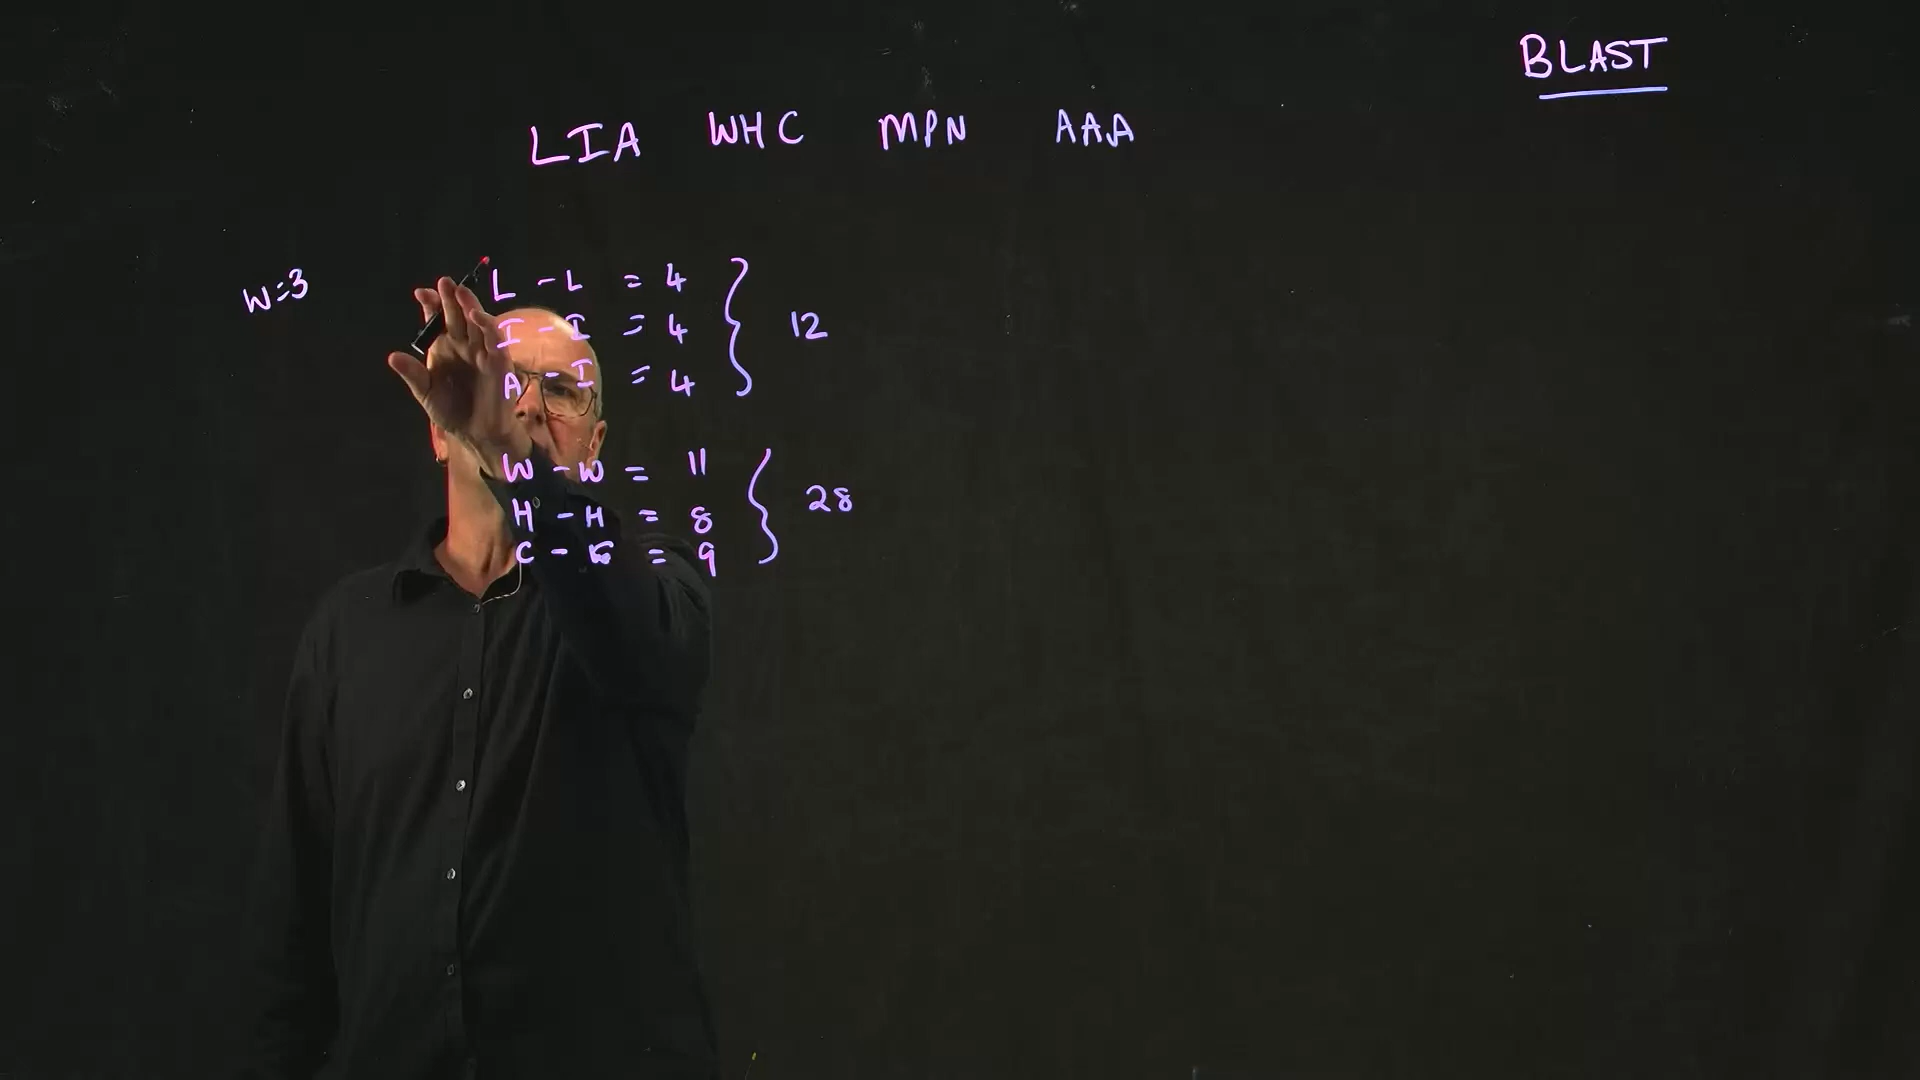 BLAST
LIA WHC MPN AAA
W=3
L - L = 4
I - I = 4
A - I = 4
} 12
W - W = 11
H - H = 8
C - = 9
} 28